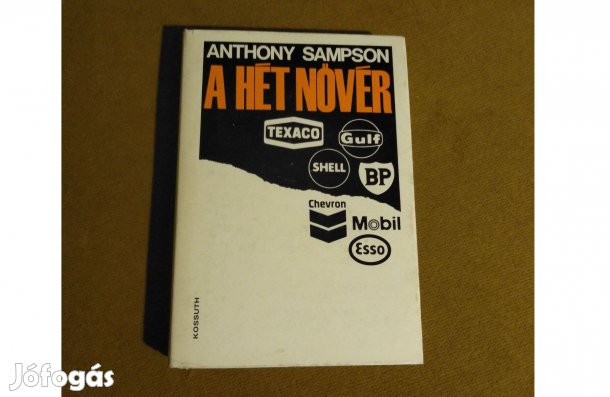 ANTHONY SAMPSON
A HÉT NŐVÉR
TEXACO
Gulf
SHELL
BP
Chevron
Mobil
Esso
KOSSUTH
Jófogás